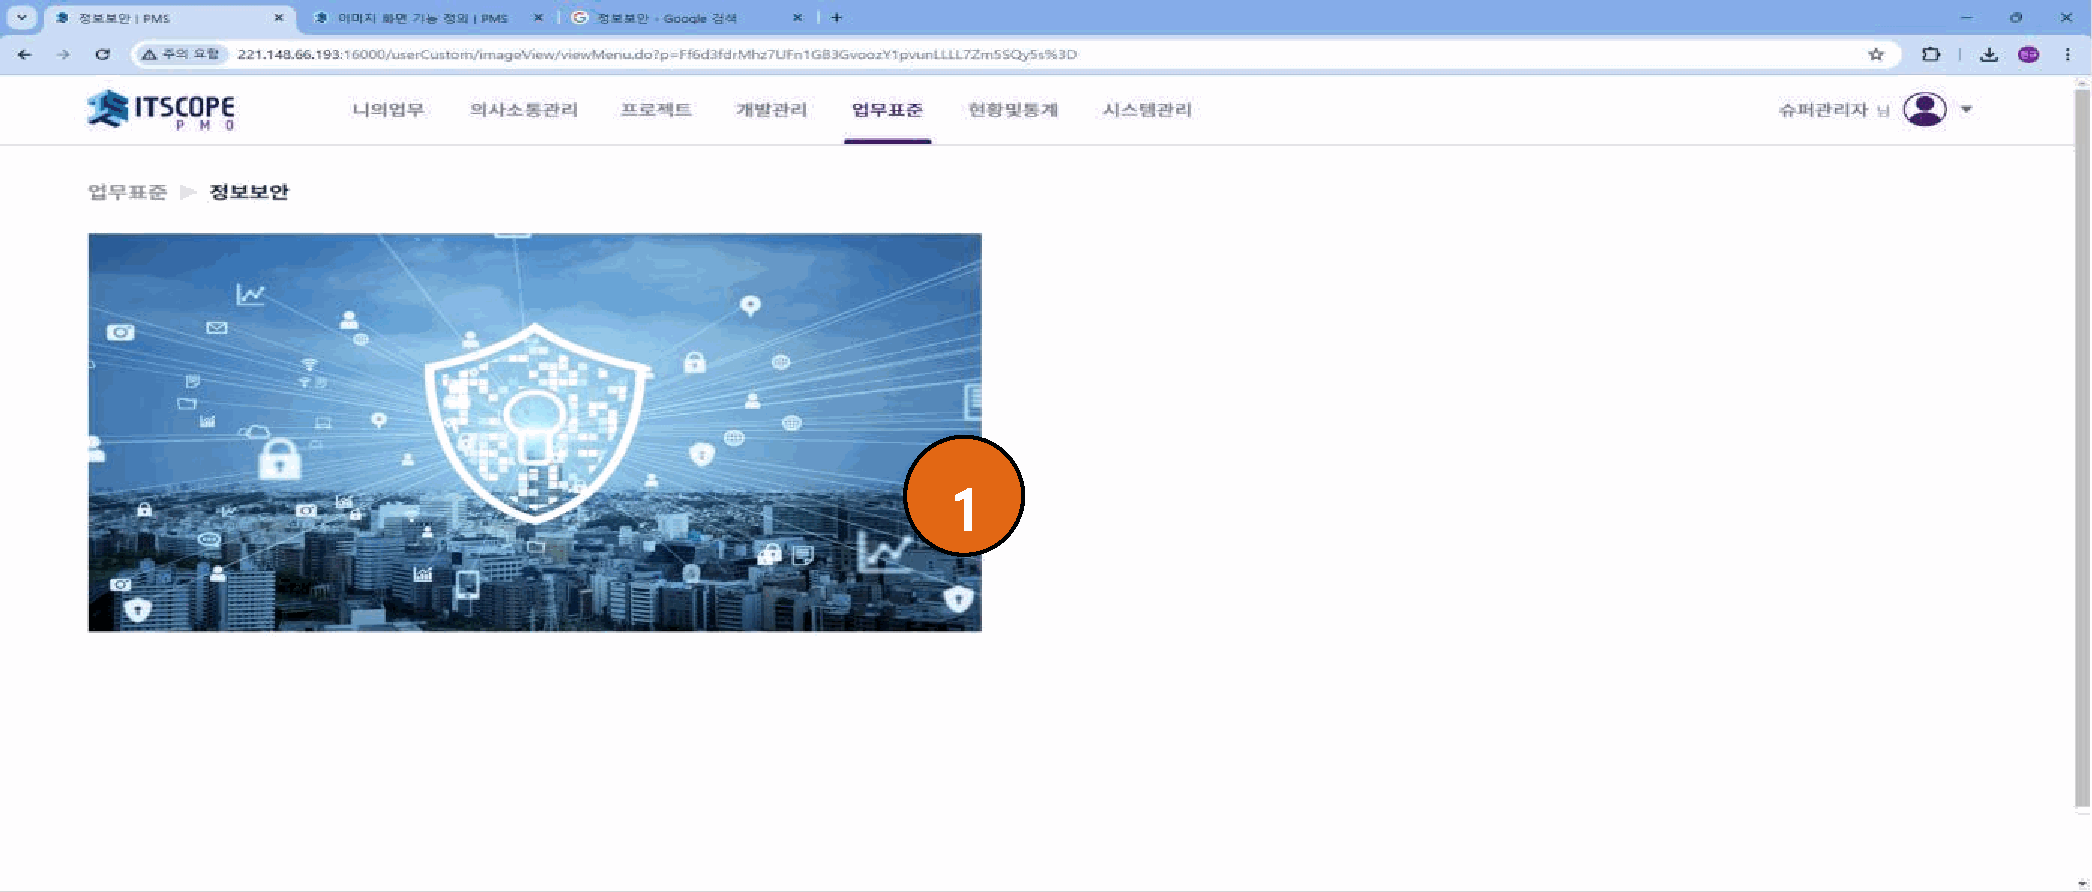 정보보안 | PMS
이미지 화면 기능 정의 | PMS
정보보안 - Google 검색
주의 요함
221.148.66.193:16000/userCustom/imageView/viewMenu.do?p=Ff6d3fdrMhz7UFn1GB3GvoozY1pvunLLLL7Zm5SQy5s%3D
ITSCOPE
PMO
나의업무 의사소통관리 프로젝트 개발관리 업무표준 현황및통계 시스템관리
슈퍼관리자 님
업무표준 ▶ 정보보안
1